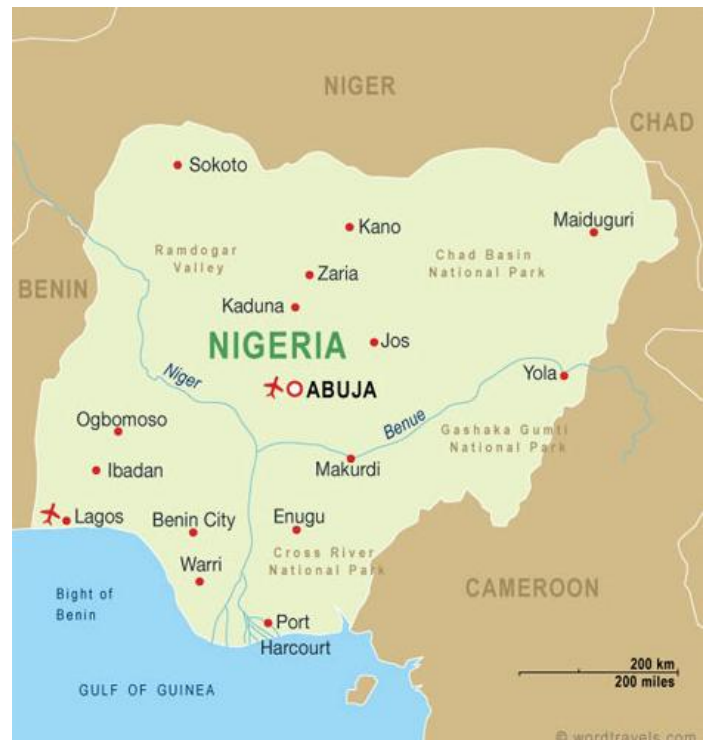 NIGER
CHAD
Sokoto
Kano
Maiduguri
Ramdogar
Valley
Chad Basin
National Park
Zaria
BENIN
Kaduna
NIGERIA
Jos
Niger
ABUJA
Yola
Ogbomoso
Benue
Gashaka Gumti
National Park
Ibadan
Makurdi
Lagos
Benin City
Enugu
Cross River
National Park
Warri
CAMEROON
Bight of
Benin
Port
Harcourt
200 km
200 miles
GULF OF GUINEA
© wordtravels.com